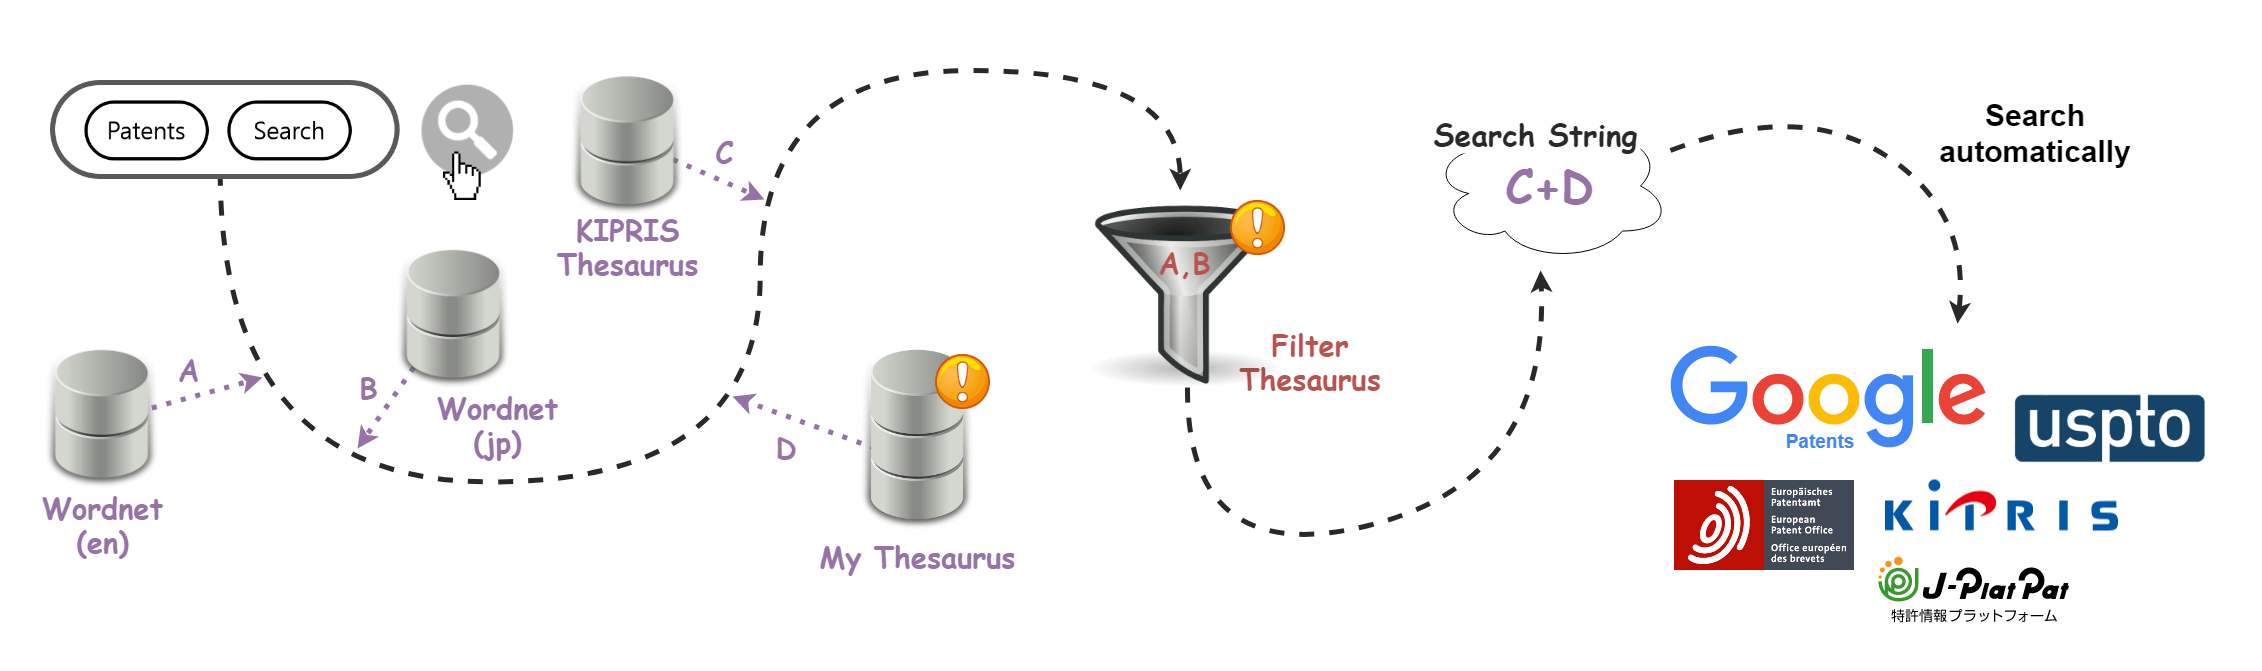 Patents
Search
C
KIPRIS
Thesaurus
A
B
Wordnet
(jp)
Wordnet
(en)
D
My Thesaurus
A,B
Filter
Thesaurus
Search String
C+D
Search
automatically
Google
Patents
uspto
Europäisches
Patentamt
European
Patent Office
Office européen
des brevets
KIPRIS
J-PlatPat
特許情報プラットフォーム